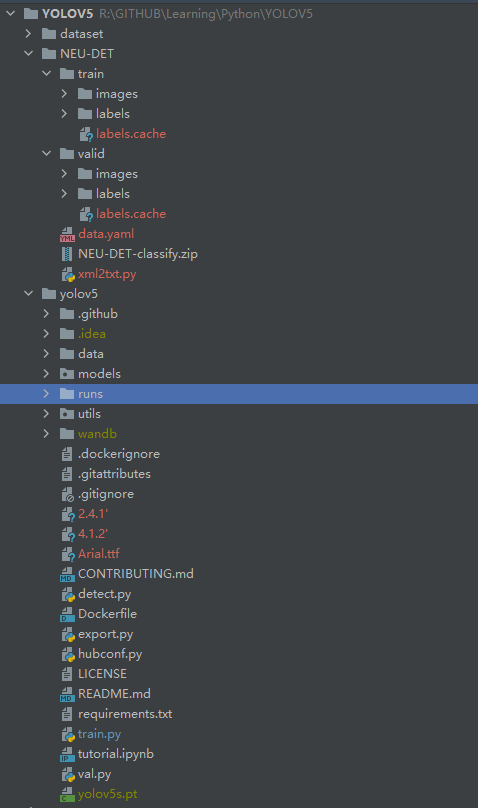 YOLOV5 R:\GITHUB\Learning\Python\YOLOV5
dataset
NEU-DET
train
images
labels
labels.cache
valid
images
labels
labels.cache
data.yaml
NEU-DET-classify.zip
xml2txt.py
yolov5
.github
.idea
data
models
runs
utils
wandb
.dockerignore
.gitattributes
.gitignore
2.4.1'
4.1.2'
Arial.ttf
CONTRIBUTING.md
detect.py
Dockerfile
export.py
hubconf.py
LICENSE
README.md
requirements.txt
train.py
tutorial.ipynb
val.py
yolov5s.pt